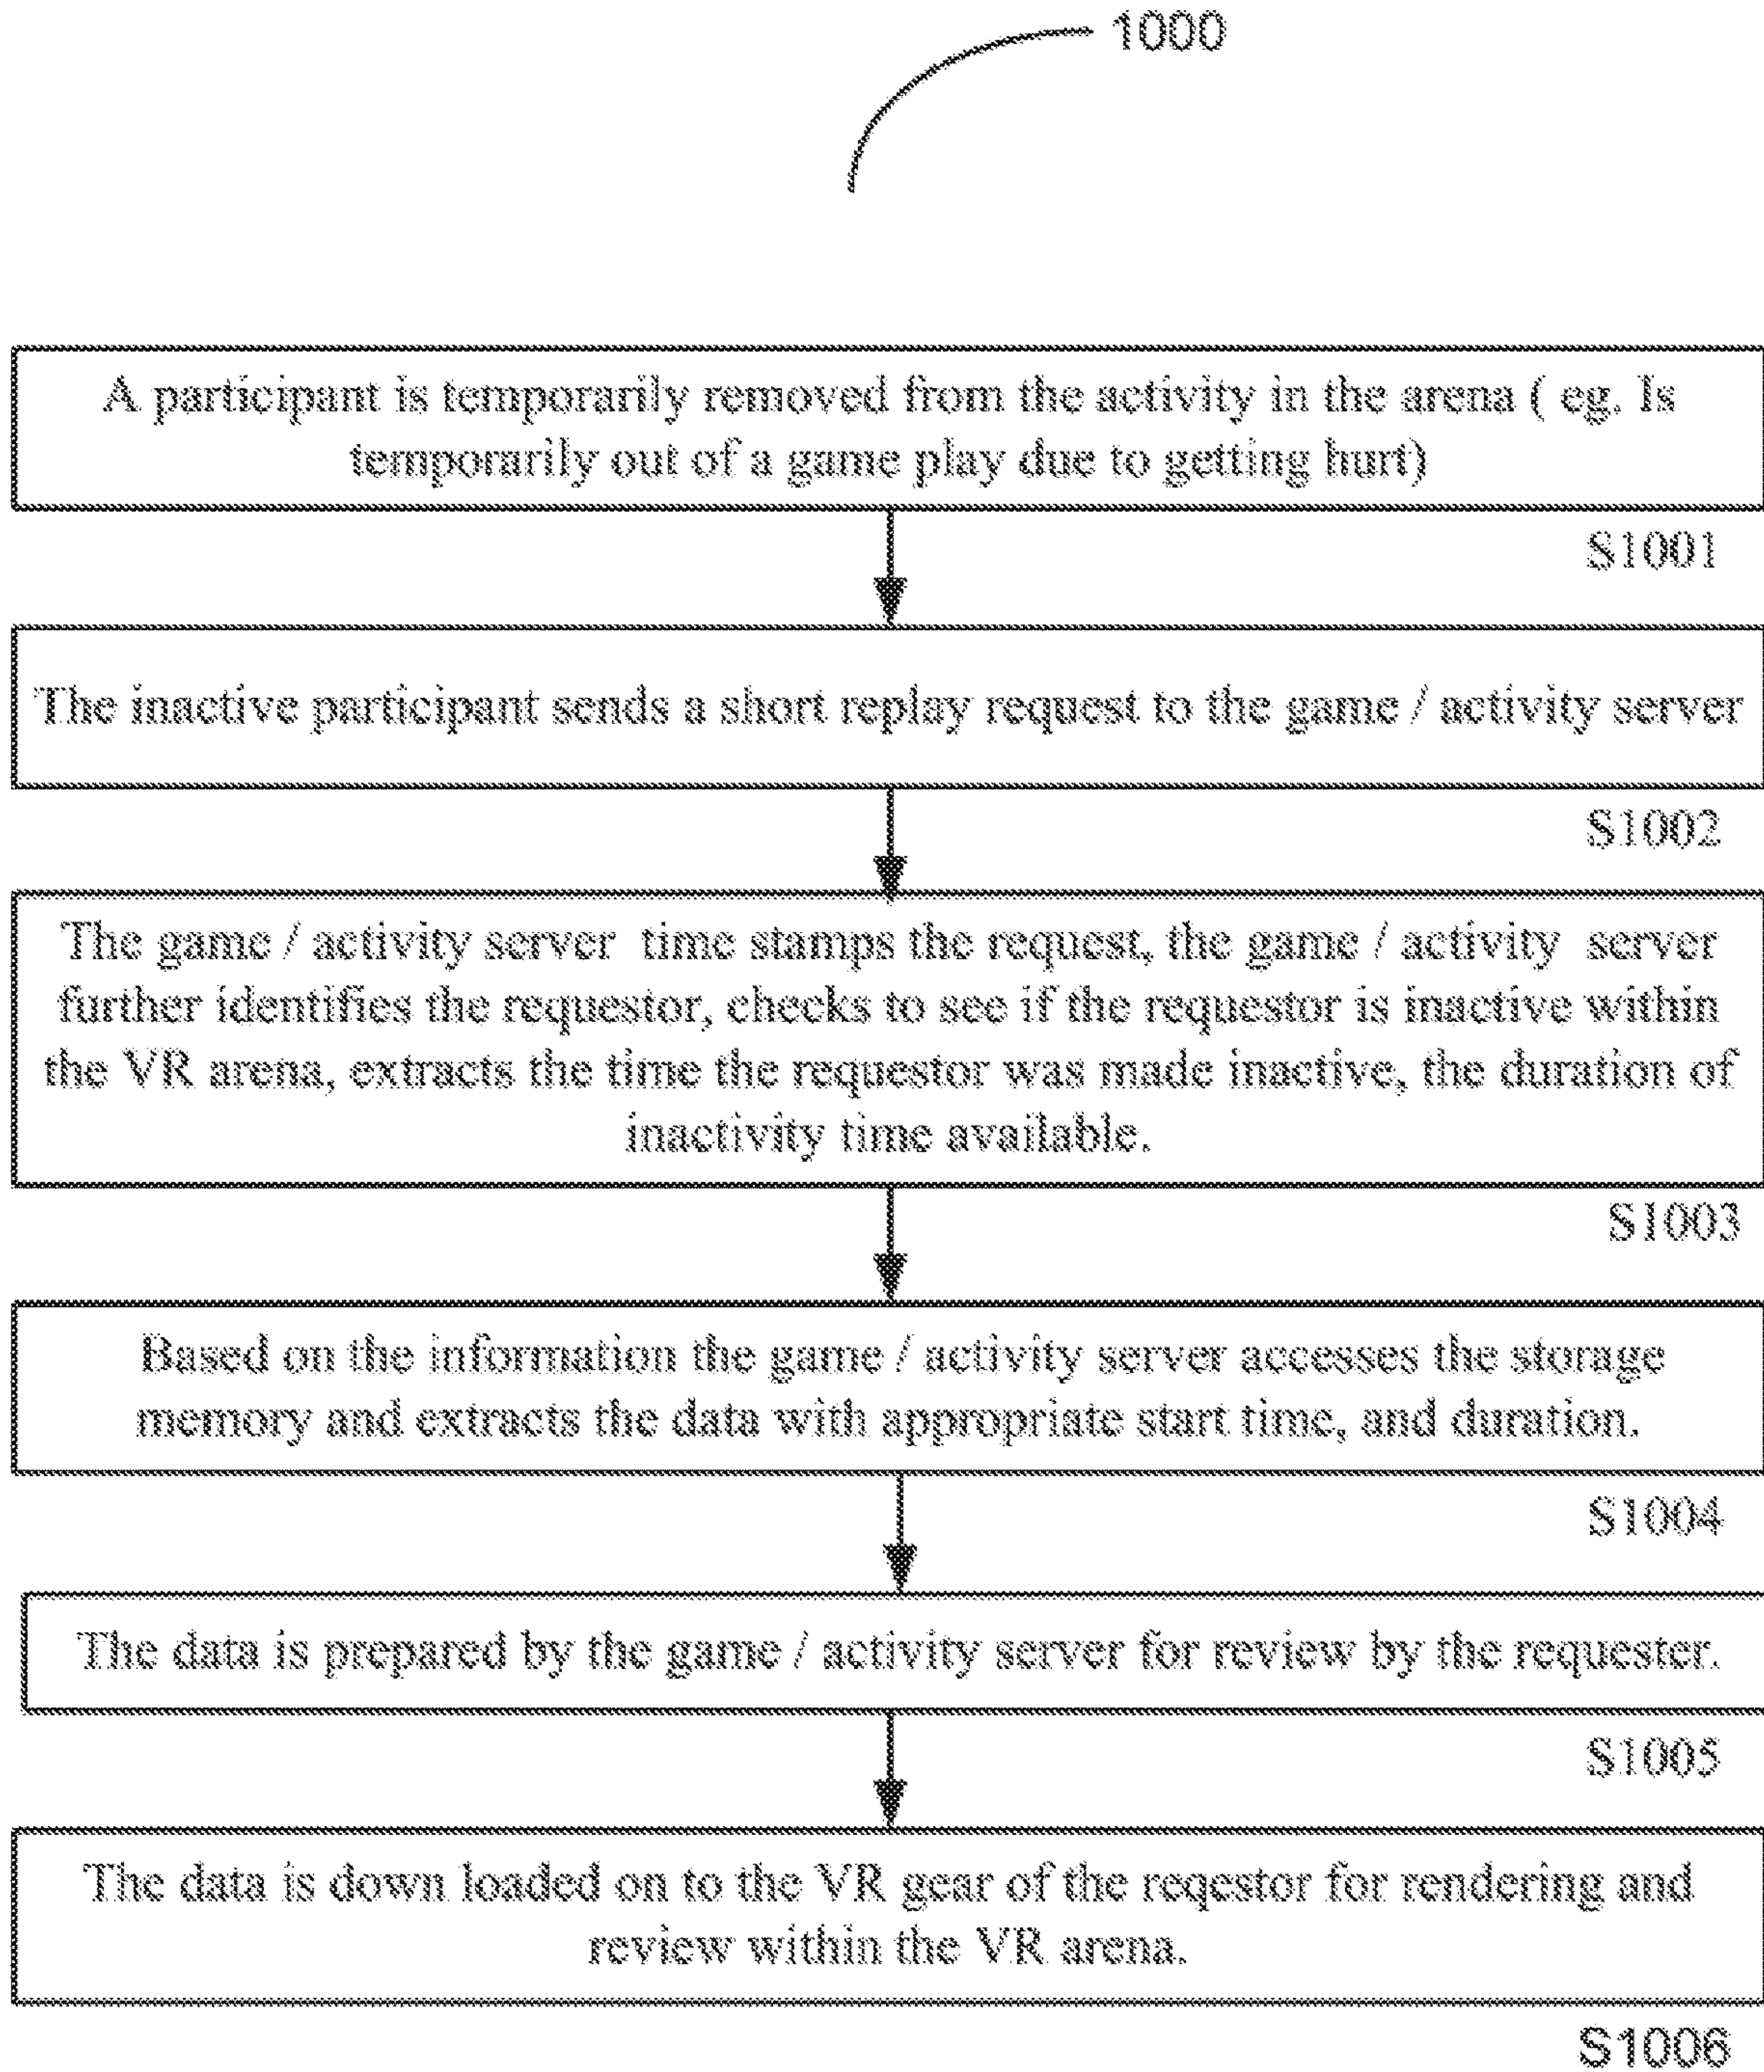 1000
A participant is temporarily removed from the activity in the arena ( eg. Is
temporarily out of a game play due to getting hurt)
S1001
The inactive participant sends a short replay request to the game / activity server
S1002
The game / activity server time stamps the request, the game / activity server
further identifies the requestor, checks to see if the requestor is inactive within
the VR arena, extracts the time the requestor was made inactive, the duration of
inactivity time available.
S1003
Based on the information the game / activity server accesses the storage
memory and extracts the data with appropriate start time, and duration.
S1004
The data is prepared by the game / activity server for review by the requester.
S1005
The data is down loaded on to the VR gear of the reqestor for rendering and
review within the VR arena.
S1006